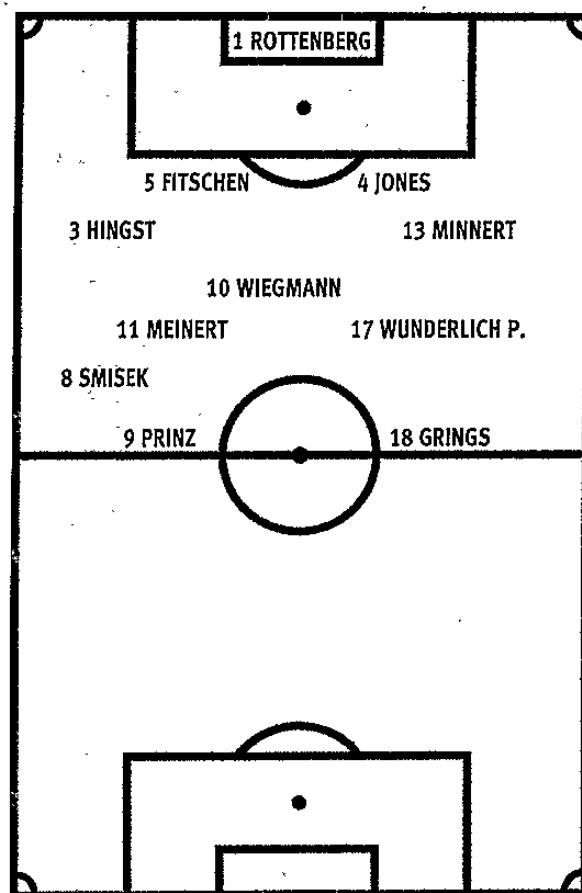 1 ROTTENBERG
5 FITSCHEN 4 JONES
3 HINGST 13 MINNERT
10 WIEGMANN
11 MEINERT 17 WUNDERLICH P.
8 SMISEK
9 PRINZ 18 GRINGS